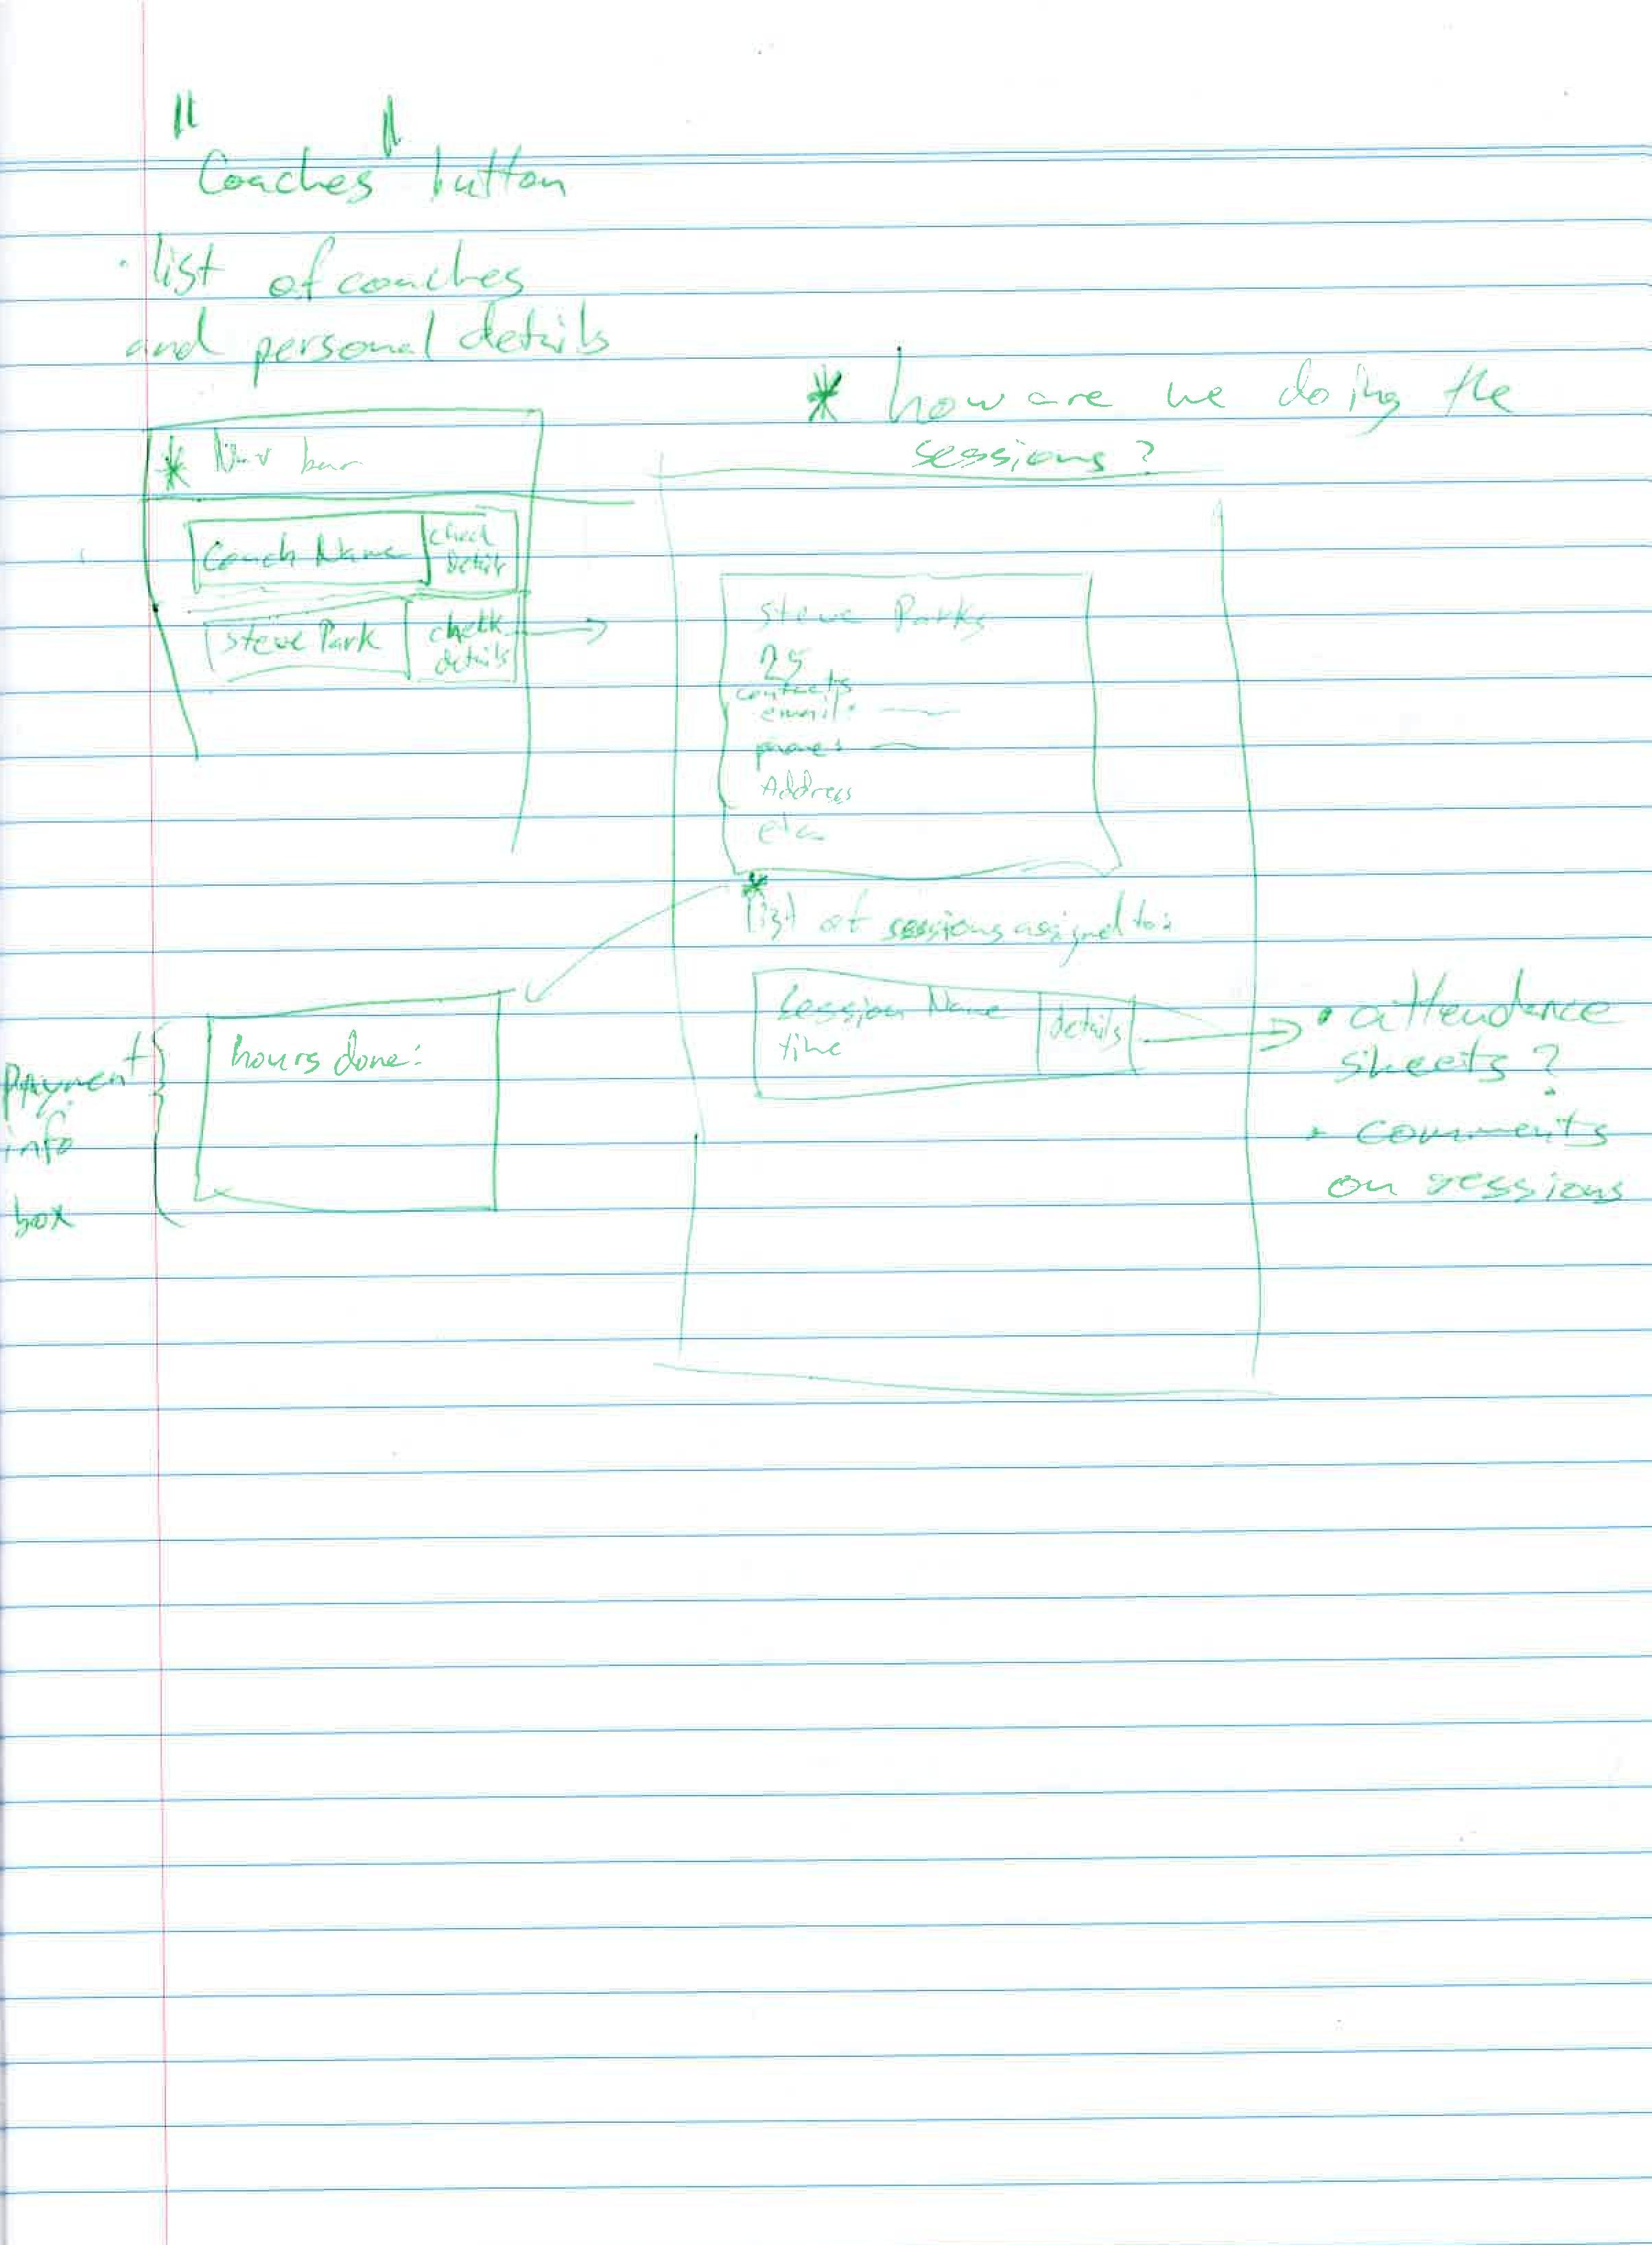 "Coaches" button
· list of coaches
and personal details
* how are we doing the
sessions?
* Nav bar
Coach Name
check
Details
Steve Park
check
details
Steve Parks
25
contacts
email:
phone:
Address
etc
* list of sessions assigned to:
Session Name
time
details
• attendance
sheets?
• comments
on sessions
Payment
info
box
hours done: